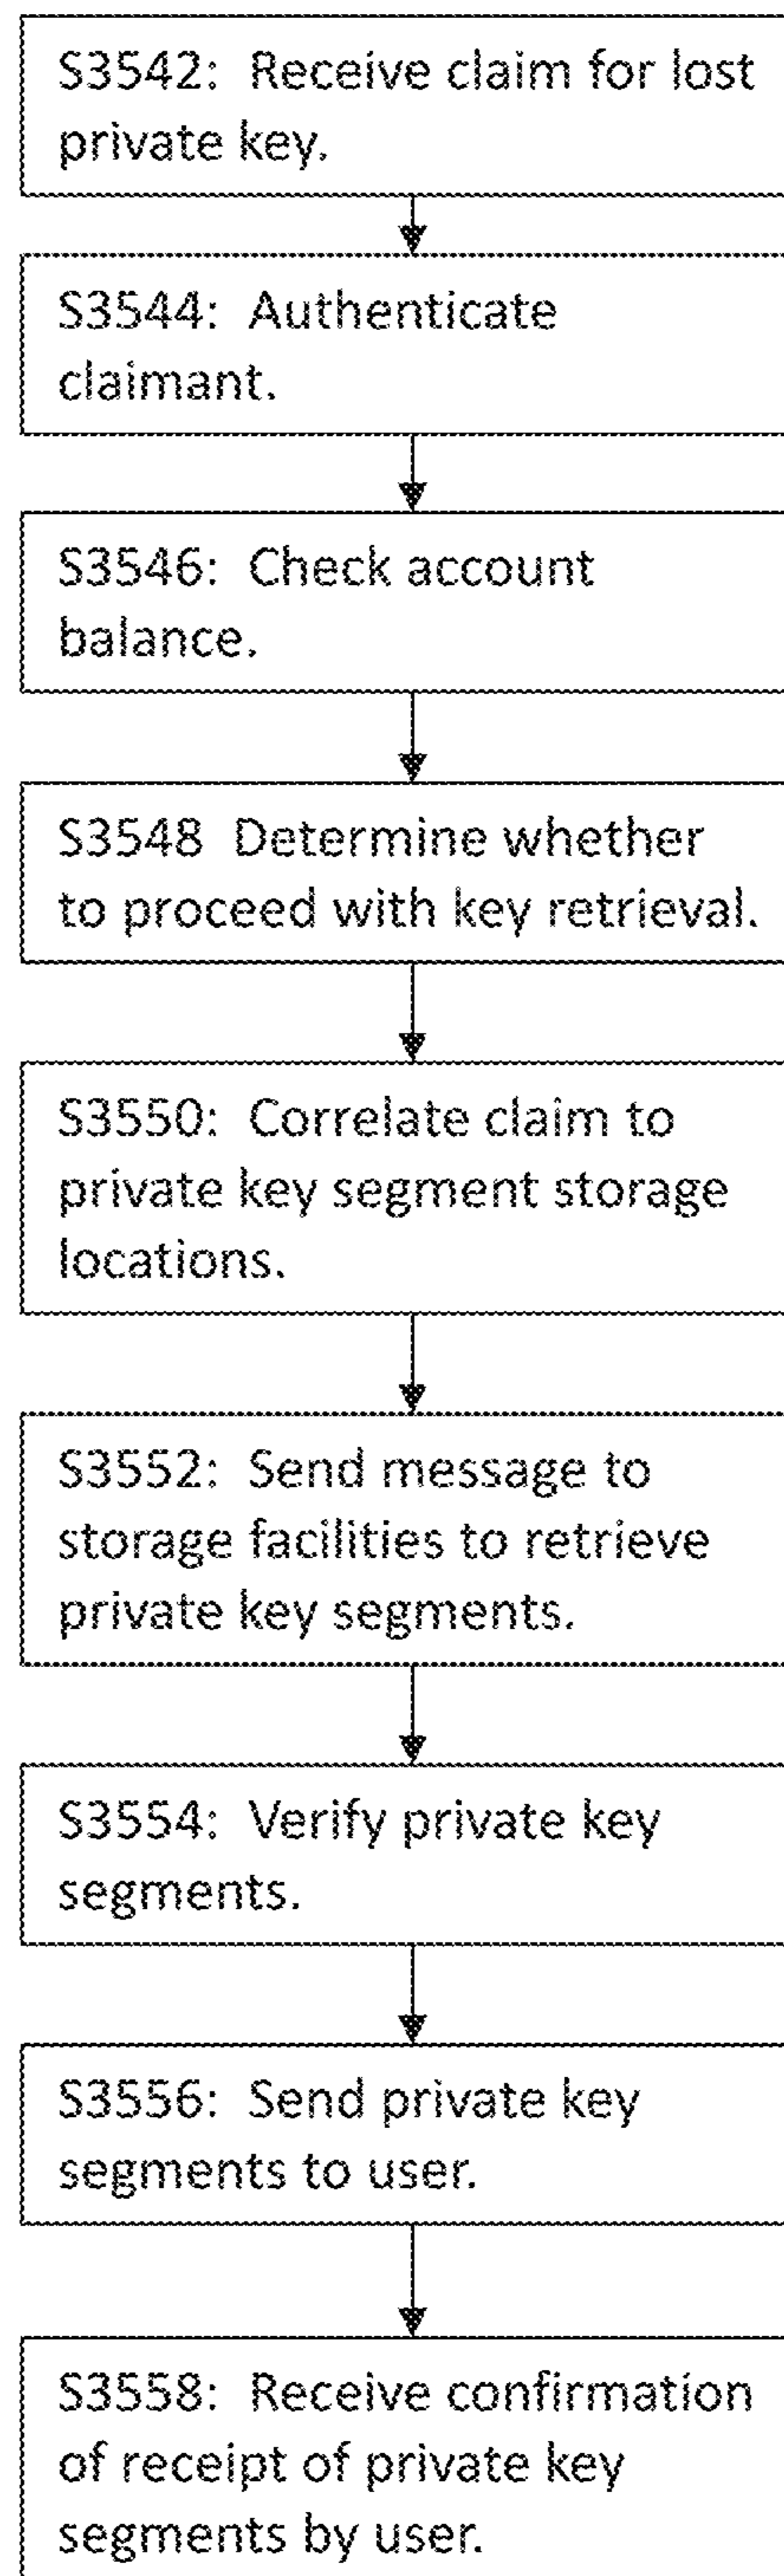 S3542: Receive claim for lost
private key.
S3544: Authenticate
claimant.
S3546: Check account
balance.
S3548 Determine whether
to proceed with key retrieval.
S3550: Correlate claim to
private key segment storage
locations.
S3552: Send message to
storage facilities to retrieve
private key segments.
S3554: Verify private key
segments.
S3556: Send private key
segments to user.
S3558: Receive confirmation
of receipt of private key
segments by user.